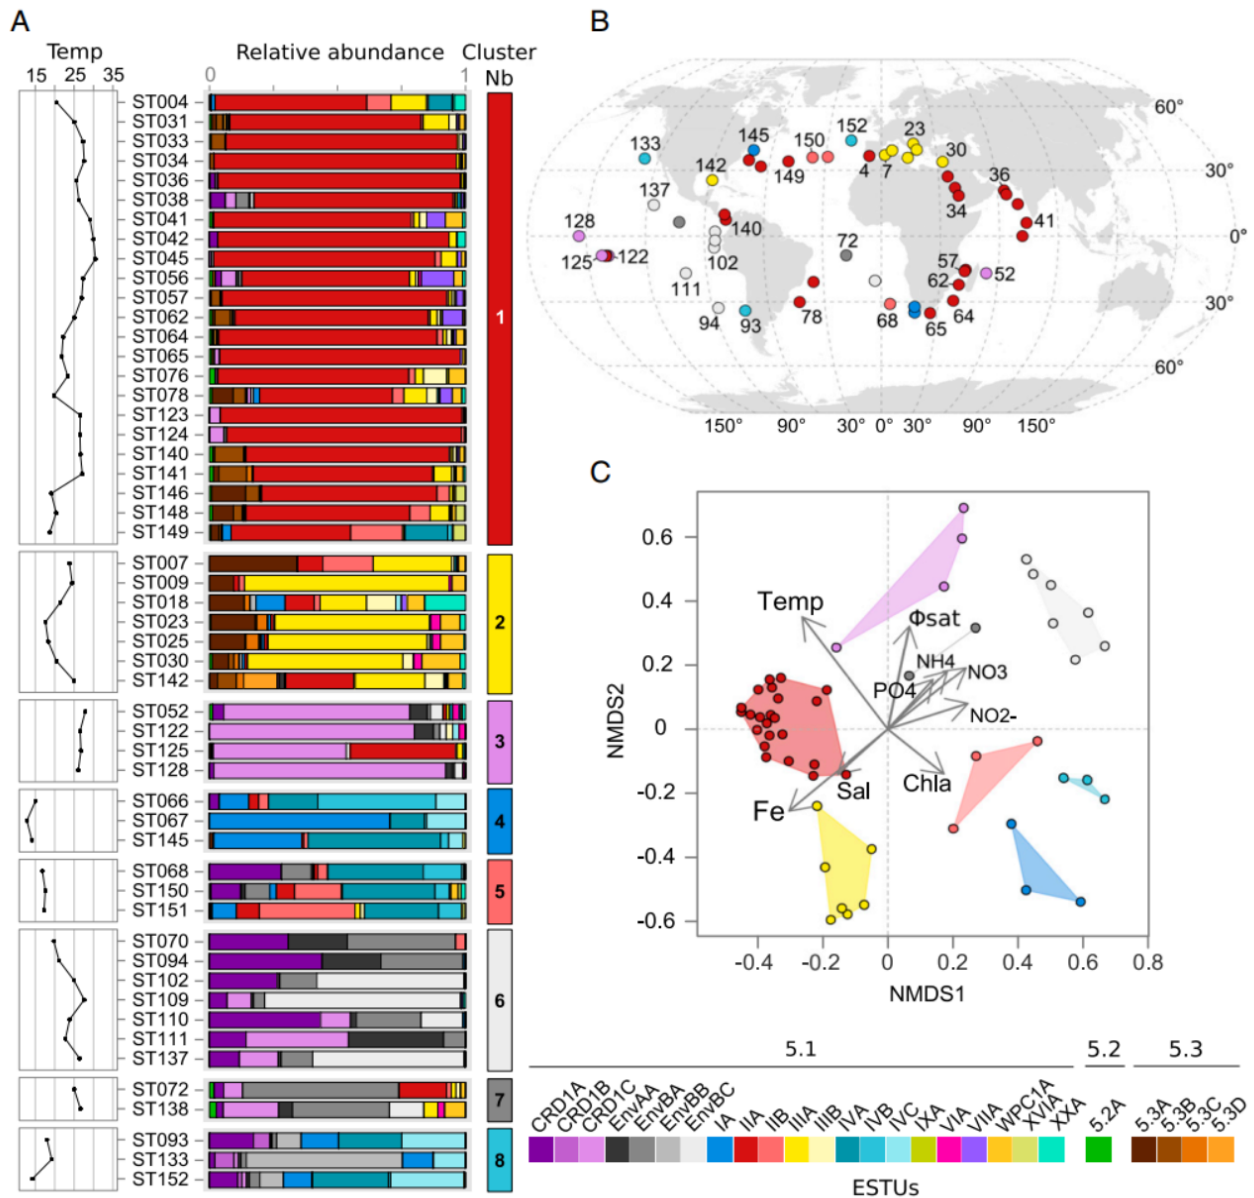 A
Temp
15 25 35
Relative abundance
0 1
Cluster
Nb
ST004
ST031
ST033
ST034
ST036
ST038
ST041
ST042
ST045
ST056
ST057
ST062
ST064
ST065
ST076
ST078
ST123
ST124
ST140
ST141
ST146
ST148
ST149
1
ST007
ST009
ST018
ST023
ST025
ST030
ST142
2
ST052
ST122
ST125
ST128
3
ST066
ST067
ST145
4
ST068
ST150
ST151
5
ST070
ST094
ST102
ST109
ST110
ST111
ST137
6
ST072
ST138
7
ST093
ST133
ST152
8
B
60°
133 145 150 152 23
142 149 4 7 30 30°
137 36
34
128 140 41 0°
125 122 102 72 57 52
62
111
94 93 78 68 65 64 30°
60°
150° 90° 30° 0° 30° 90° 150°
C
NMDS2
0.6
0.4
0.2
0
-0.2
-0.4
-0.6
Temp
Φsat
NH4
NO3
PO4
NO2-
Sal
Chla
Fe
-0.4 -0.2 0 0.2 0.4 0.6 0.8
NMDS1
5.1 5.2 5.3
CRD1A
CRD1B
CRD1C
EnvAA
EnvBA
EnvBB
EnvBC
IA
IIA
IIB
IIIA
IIIB
IVA
IVB
IVC
IXA
VIA
VIIA
WPC1A
XVIA
XXA
5.2A
5.3A
5.3B
5.3C
5.3D
ESTUs